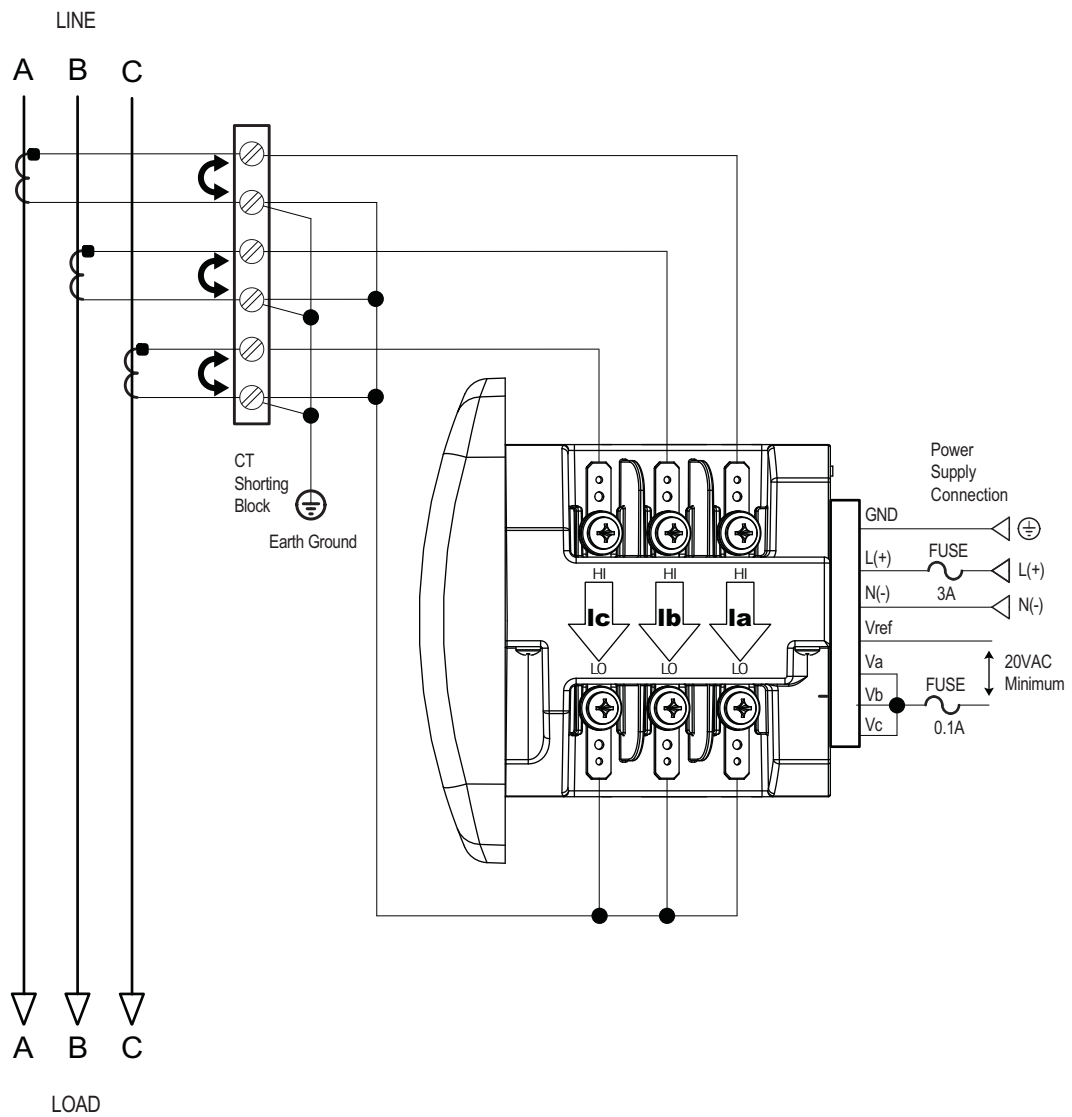 LINE
A B C
CT
Shorting
Block
Earth Ground
Power
Supply
Connection
GND
L(+) FUSE L(+)
3A
N(-) N(-)
Vref
Va
Vb FUSE
Vc 0.1A
20VAC
Minimum
HI HI HI
Ic Ib Ia
LO LO LO
A B C
LOAD